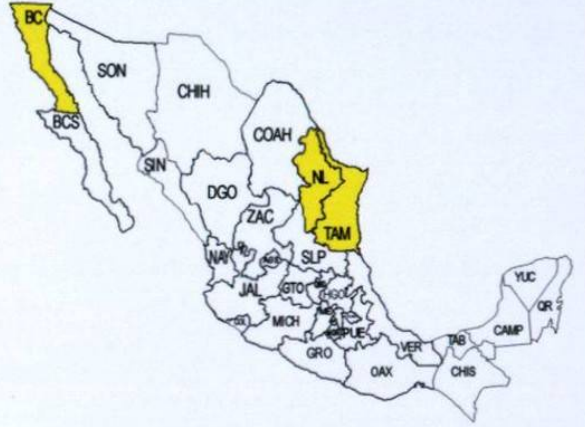 BC
SON
CHIH
COAH
BCS
SIN
NL
DGO
ZAC
TAM
NAY
SLP
JAL
GTO
HGO
MICH
PUE
GRO
VER
OAX
TAB
CHIS
CAMP
YUC
QR